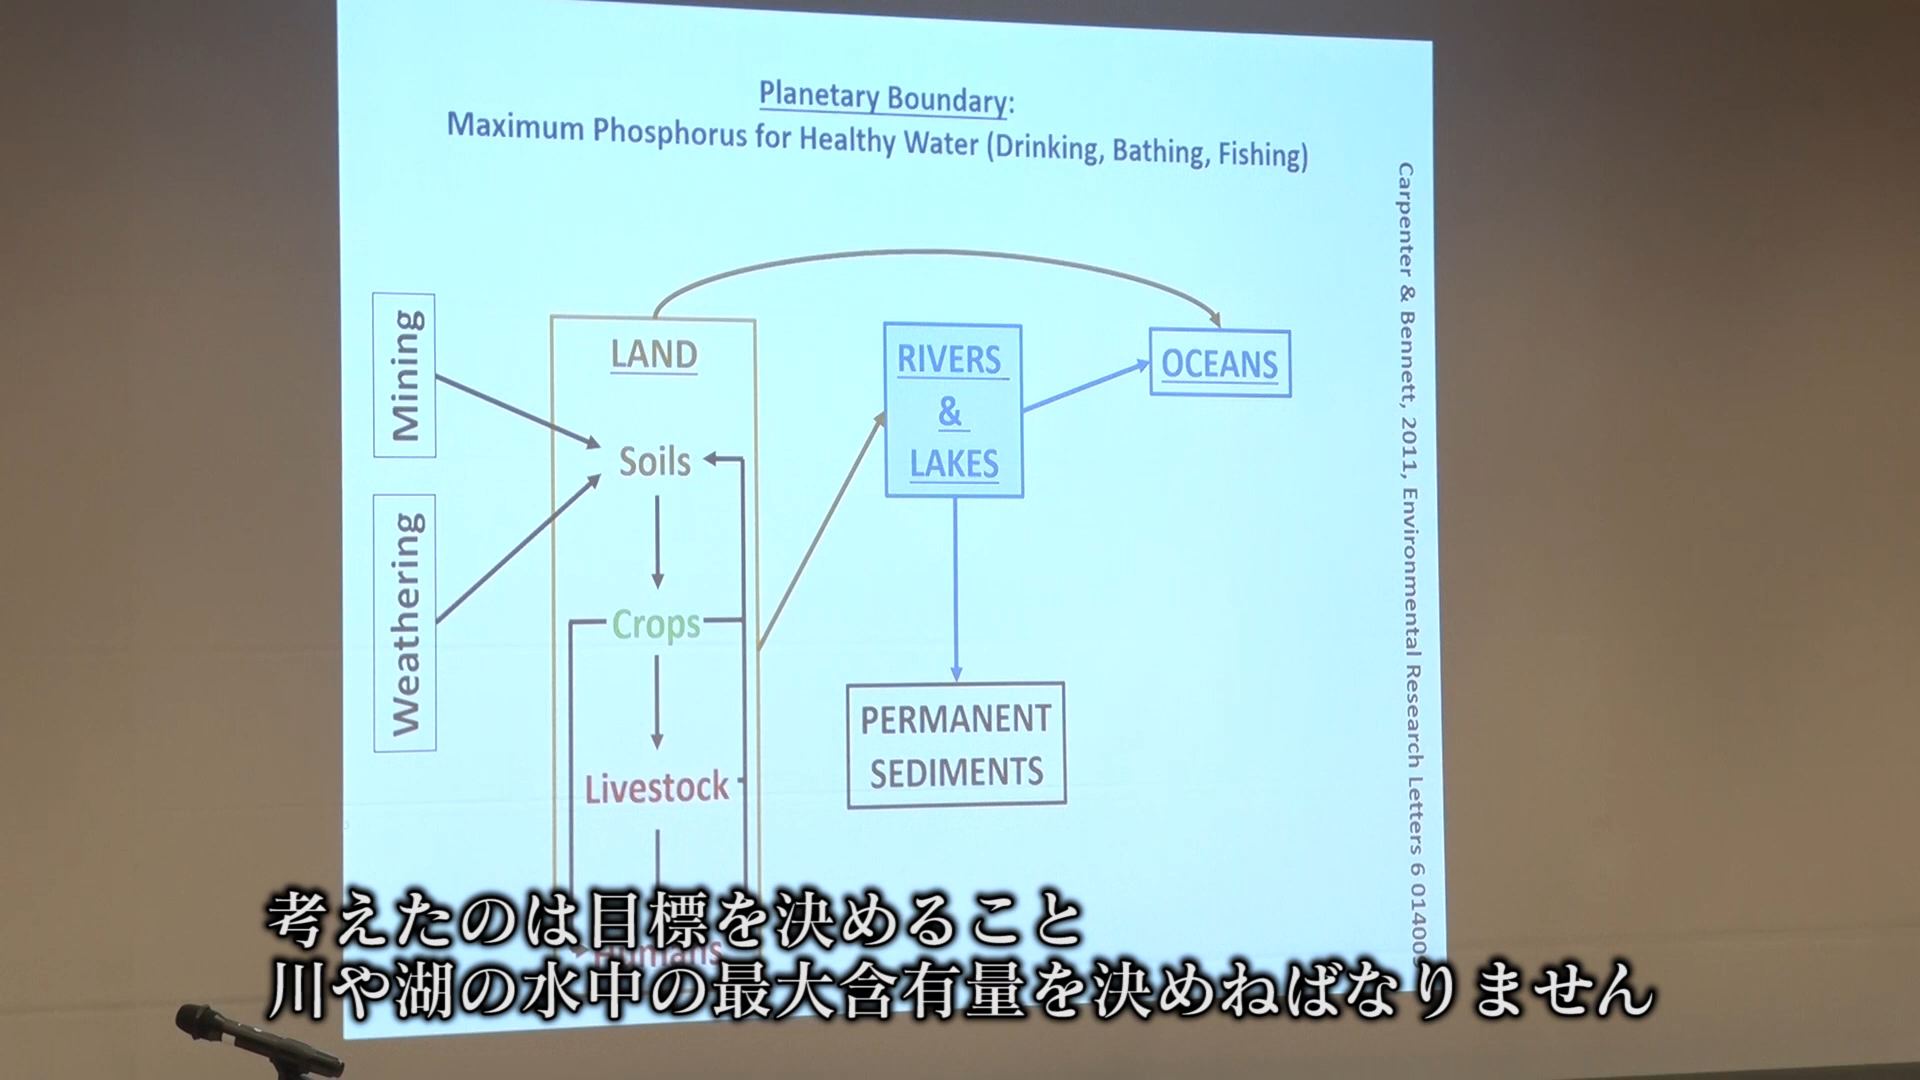 Planetary Boundary:
Maximum Phosphorus for Healthy Water (Drinking, Bathing, Fishing)
Mining
Weathering
LAND
Soils
Crops
Livestock
Humans
RIVERS
&
LAKES
OCEANS
PERMANENT
SEDIMENTS
Carpenter & Bennett, 2011, Environmental Research Letters 6 014009
考えたのは目標を決めること
川や湖の水中の最大含有量を決めねばなりません